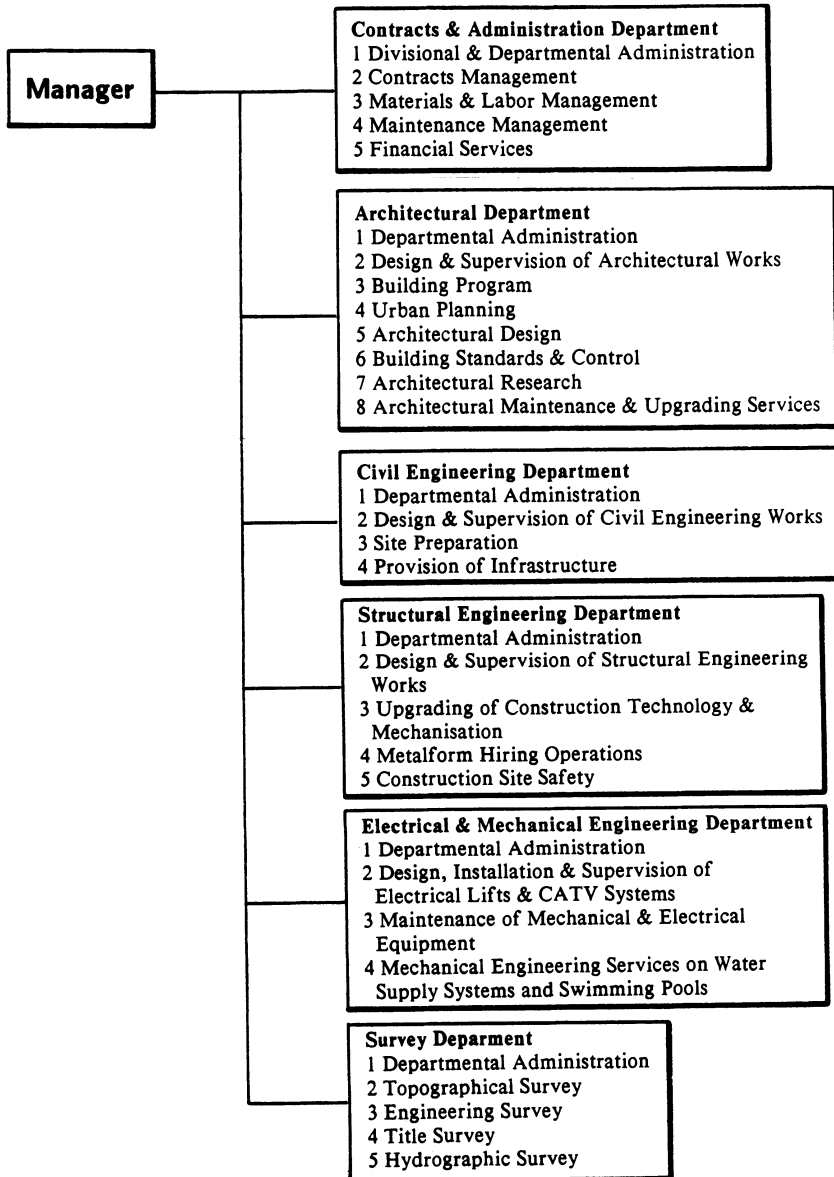 Manager
Contracts & Administration Department
1 Divisional & Departmental Administration
2 Contracts Management
3 Materials & Labor Management
4 Maintenance Management
5 Financial Services
Architectural Department
1 Departmental Administration
2 Design & Supervision of Architectural Works
3 Building Program
4 Urban Planning
5 Architectural Design
6 Building Standards & Control
7 Architectural Research
8 Architectural Maintenance & Upgrading Services
Civil Engineering Department
1 Departmental Administration
2 Design & Supervision of Civil Engineering Works
3 Site Preparation
4 Provision of Infrastructure
Structural Engineering Department
1 Departmental Administration
2 Design & Supervision of Structural Engineering
Works
3 Upgrading of Construction Technology &
Mechanisation
4 Metalform Hiring Operations
5 Construction Site Safety
Electrical & Mechanical Engineering Department
1 Departmental Administration
2 Design, Installation & Supervision of
Electrical Lifts & CATV Systems
3 Maintenance of Mechanical & Electrical
Equipment
4 Mechanical Engineering Services on Water
Supply Systems and Swimming Pools
Survey Deparment
1 Departmental Administration
2 Topographical Survey
3 Engineering Survey
4 Title Survey
5 Hydrographic Survey